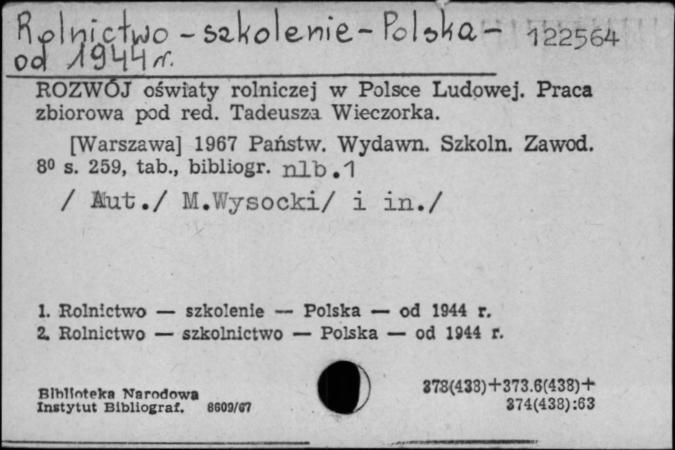 Rolnictwo - szkolenie - Polska - 122564
od 1944 r.
ROZWÓJ oświaty rolniczej w Polsce Ludowej. Praca
zbiorowa pod red. Tadeusza Wieczorka.
[Warszawa] 1967 Państw. Wydawn. Szkoln. Zawod.
8⁰ s. 259, tab., bibliogr. nlb.1
/ Aut./ M.Wysocki/ i in./
1. Rolnictwo — szkolenie — Polska — od 1944 r.
2. Rolnictwo — szkolnictwo — Polska — od 1944 r.
Biblioteka Narodowa 378(438)+373.6(438)+
Instytut Bibliograf. 8609/67 374(438):63